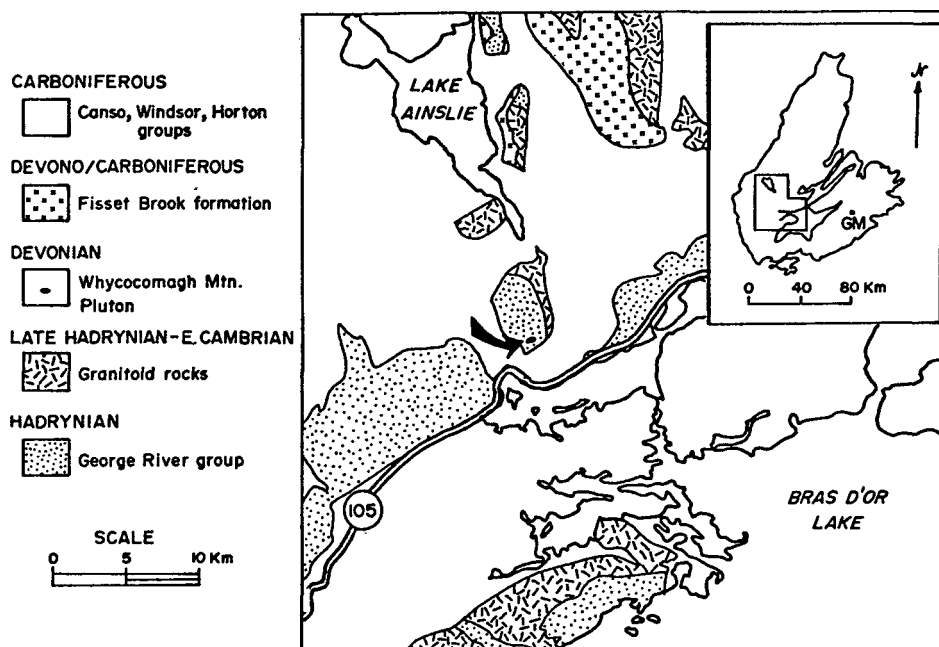 CARBONIFEROUS
Canso, Windsor, Horton
groups
DEVONO/CARBONIFEROUS
Fisset Brook formation
DEVONIAN
Whycocomagh Mtn.
Pluton
LATE HADRYNIAN-E. CAMBRIAN
Granitoid rocks
HADRYNIAN
George River group
SCALE
0 5 10 Km
LAKE
AINSLIE
105
BRAS D'OR
LAKE
N
GM
0 40 80 Km